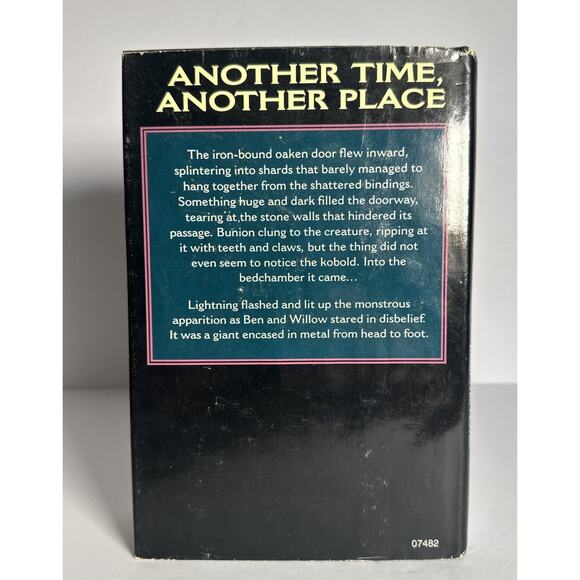 ANOTHER TIME,
ANOTHER PLACE
The iron-bound oaken door flew inward,
splintering into shards that barely managed to
hang together from the shattered bindings.
Something huge and dark filled the doorway,
tearing at the stone walls that hindered its
passage. Bunion clung to the creature, ripping at
it with teeth and claws, but the thing did not
even seem to notice the kobold. Into the
bedchamber it came...
Lightning flashed and lit up the monstrous
apparition as Ben and Willow stared in disbelief.
It was a giant encased in metal from head to foot.
07482